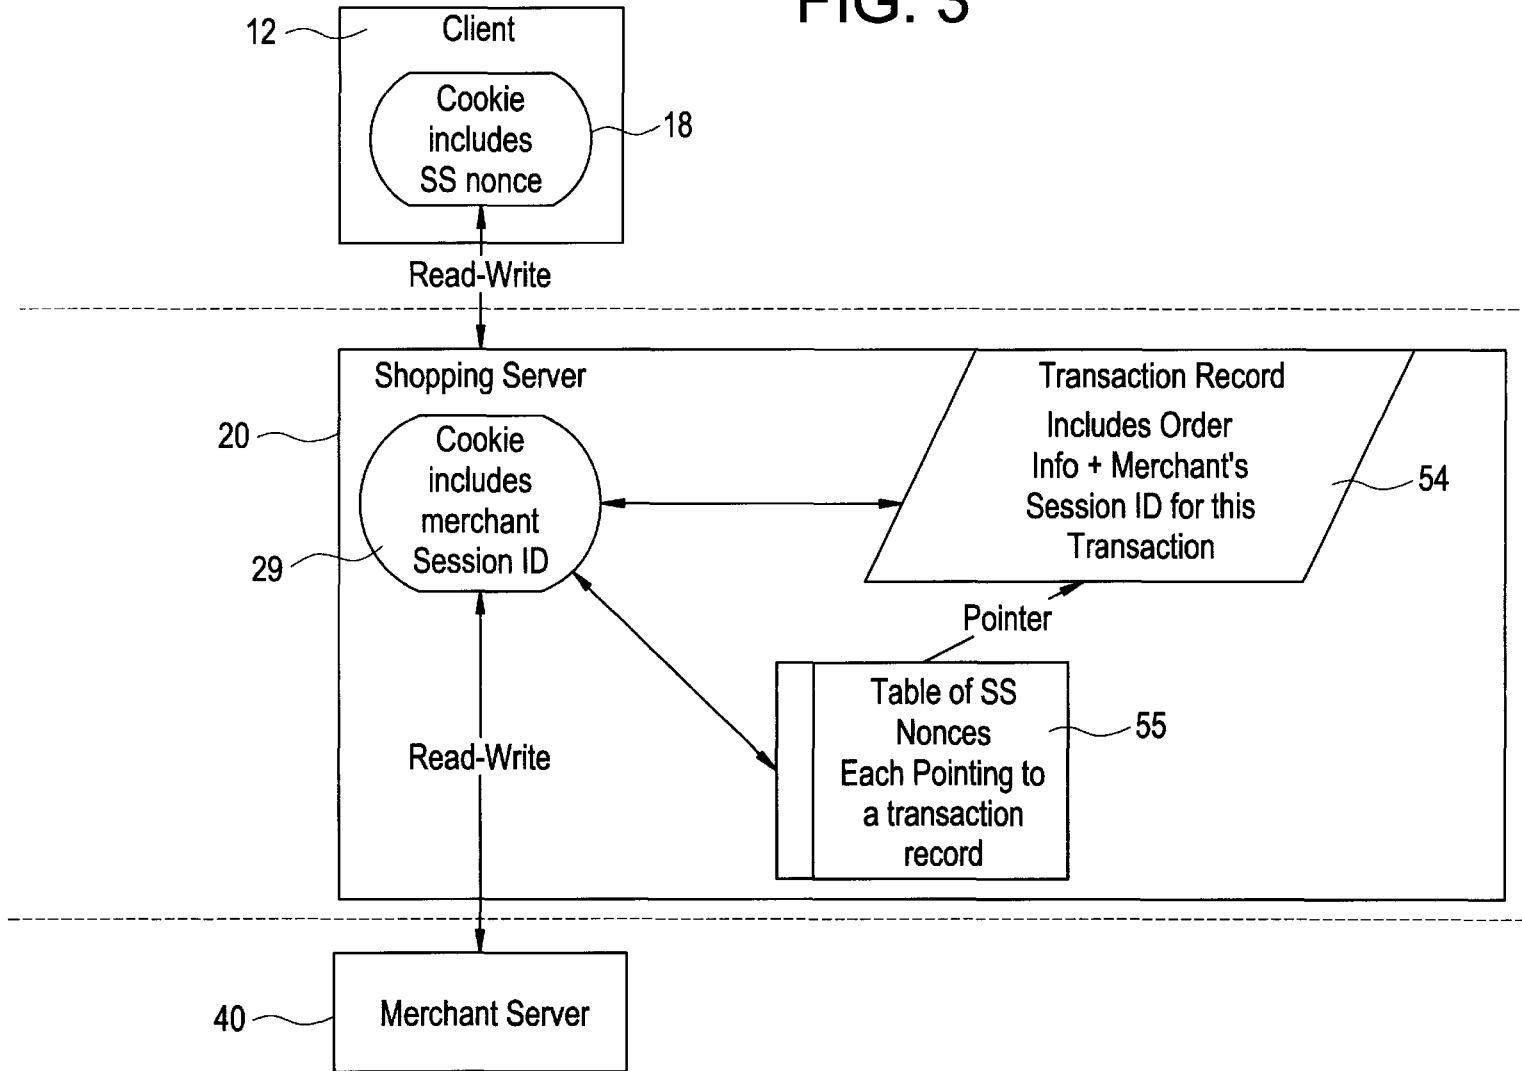 FIG. 3
12
Client
Cookie
includes
SS nonce
18
Read-Write
Shopping Server
20
Cookie
includes
merchant
Session ID
29
Transaction Record
Includes Order
Info + Merchant's
Session ID for this
Transaction
54
Pointer
Table of SS
Nonces
Each Pointing to
a transaction
record
55
Read-Write
40
Merchant Server